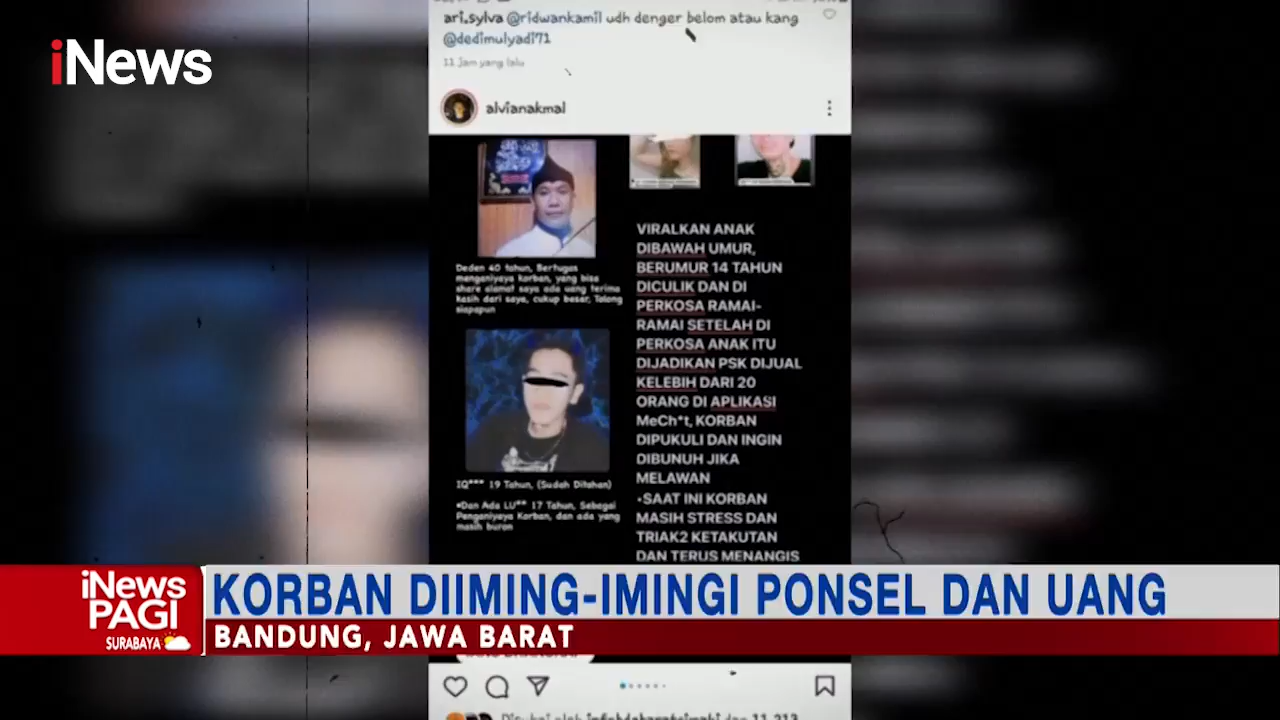 ari.sylva @ridwankamil udh denger belom atau kang
@dedimulyadi71
11 jam yang lalu
iNews
alvianakmal
Deden 40 tahun, Bertugas
menganiyaya Korban, yang bisa
share alamat saya ada uang terima
kasih dari saya, cukup besar, Tolong
siapapun
IQ*** 19 Tahun, (Sudah Ditahan)
*Dan Ada LU** 17 Tahun, Sebagai
Penganiyaya Korban, dan ada yang
masih buron
VIRALKAN ANAK
DIBAWAH UMUR,
BERUMUR 14 TAHUN
DICULIK DAN DI
PERKOSA RAMAI-
RAMAI SETELAH DI
PERKOSA ANAK ITU
DIJADIKAN PSK DIJUAL
KELEBIH DARI 20
ORANG DI APLIKASI
MeCh*t, KORBAN
DIPUKULI DAN INGIN
DIBUNUH JIKA
MELAWAN
•SAAT INI KORBAN
MASIH STRESS DAN
TRIAK2 KETAKUTAN
DAN TERUS MENANGIS
iNews
PAGI
SURABAYA
KORBAN DIIMING-IMINGI PONSEL DAN UANG
BANDUNG, JAWA BARAT